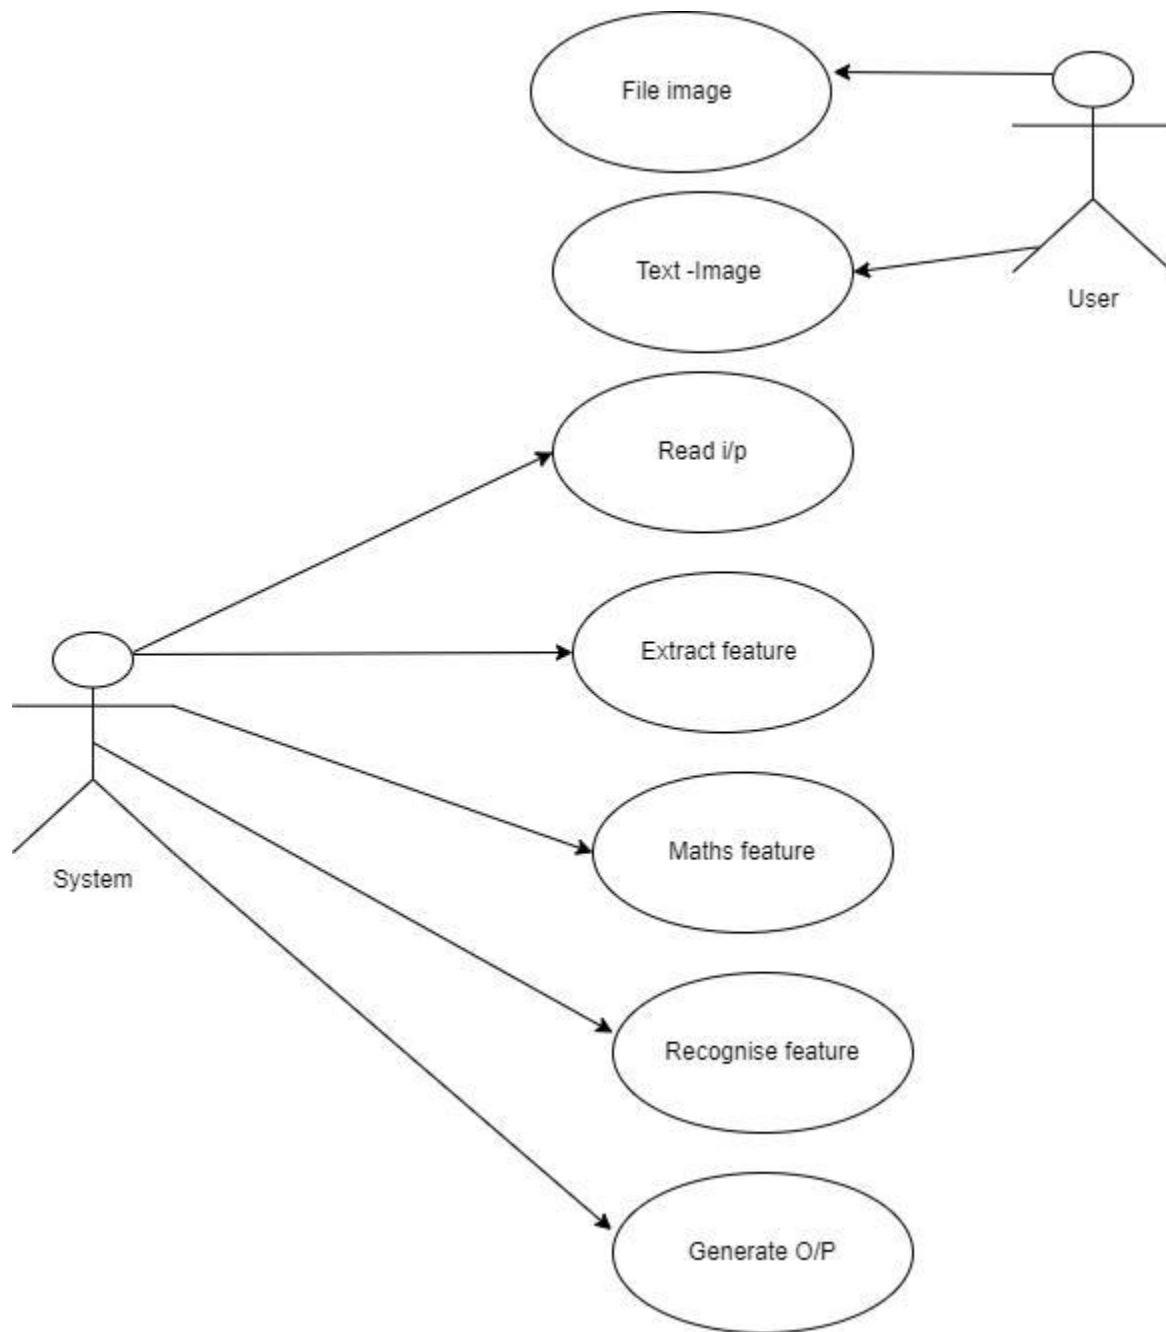 File image
Text -Image
User
Read i/p
Extract feature
Maths feature
System
Recognise feature
Generate O/P